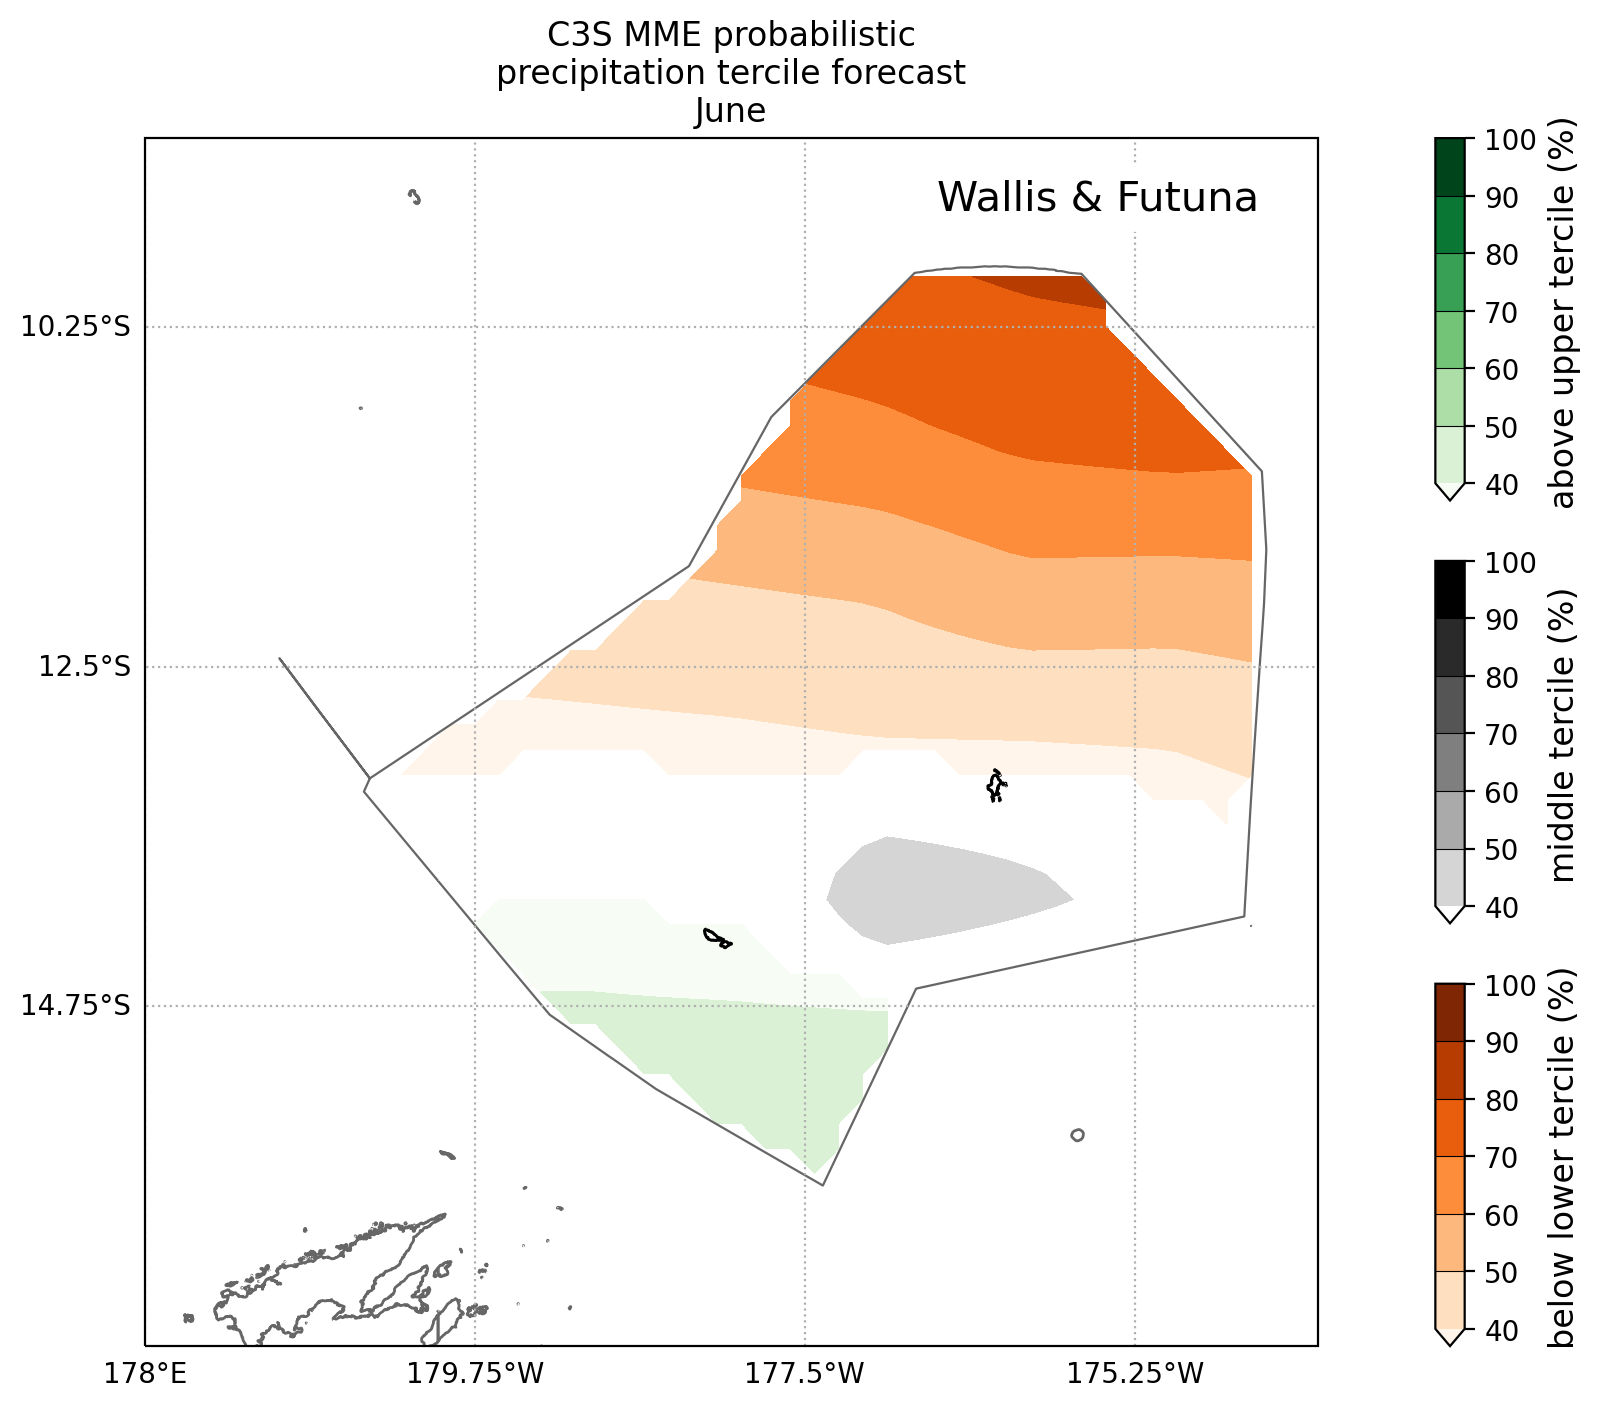 C3S MME probabilistic
precipitation tercile forecast
June
Wallis & Futuna
10.25°S
12.5°S
14.75°S
178°E
179.75°W
177.5°W
175.25°W
100
90
80
70
60
50
40
above upper tercile (%)
100
90
80
70
60
50
40
middle tercile (%)
100
90
80
70
60
50
40
below lower tercile (%)